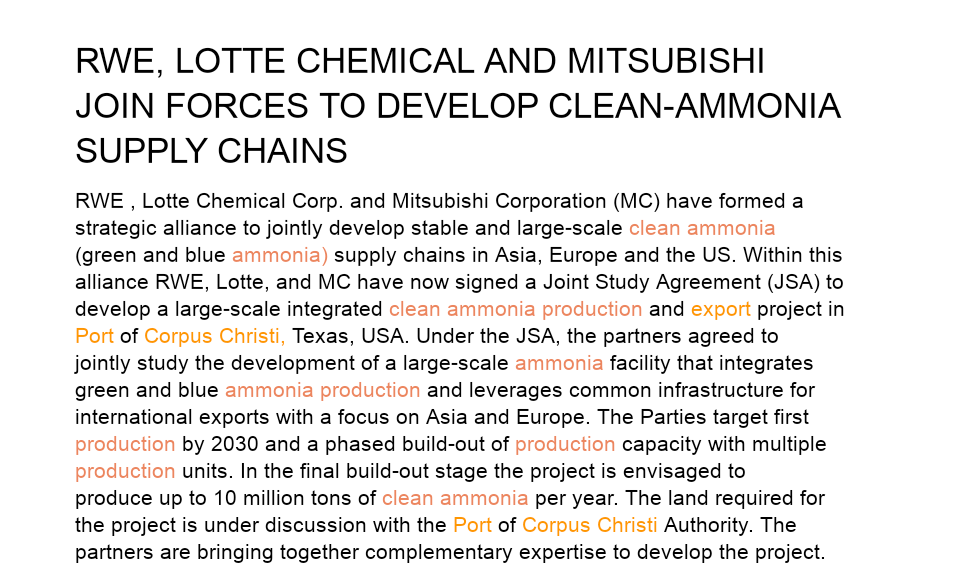 RWE, LOTTE CHEMICAL AND MITSUBISHI
JOIN FORCES TO DEVELOP CLEAN-AMMONIA
SUPPLY CHAINS
RWE , Lotte Chemical Corp. and Mitsubishi Corporation (MC) have formed a
strategic alliance to jointly develop stable and large-scale clean ammonia
(green and blue ammonia) supply chains in Asia, Europe and the US. Within this
alliance RWE, Lotte, and MC have now signed a Joint Study Agreement (JSA) to
develop a large-scale integrated clean ammonia production and export project in
Port of Corpus Christi, Texas, USA. Under the JSA, the partners agreed to
jointly study the development of a large-scale ammonia facility that integrates
green and blue ammonia production and leverages common infrastructure for
international exports with a focus on Asia and Europe. The Parties target first
production by 2030 and a phased build-out of production capacity with multiple
production units. In the final build-out stage the project is envisaged to
produce up to 10 million tons of clean ammonia per year. The land required for
the project is under discussion with the Port of Corpus Christi Authority. The
partners are bringing together complementary expertise to develop the project.